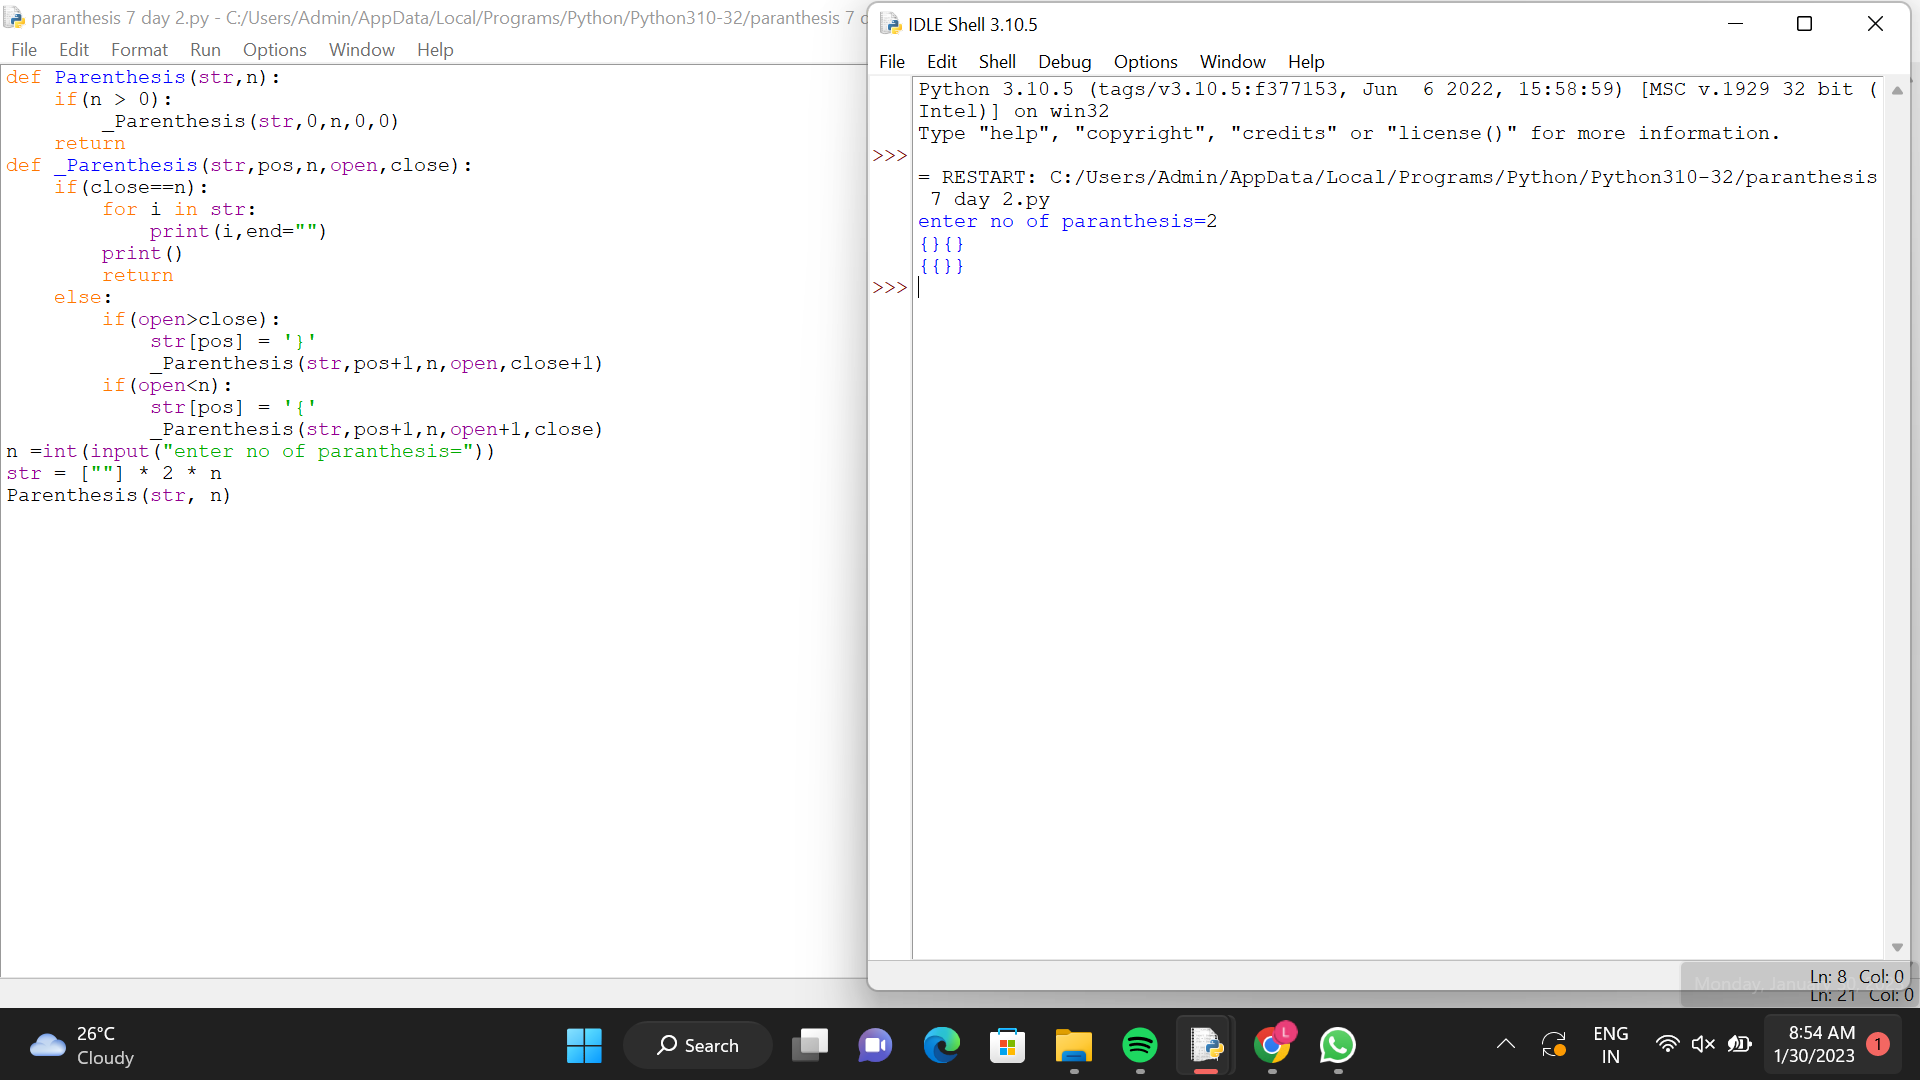 paranthesis 7 day 2.py - C:/Users/Admin/AppData/Local/Programs/Python/Python310-32/paranthesis 7
File Edit Format Run Options Window Help
def Parenthesis(str,n):
    if(n > 0):
        _Parenthesis(str,0,n,0,0)
    return
def _Parenthesis(str,pos,n,open,close):
    if(close==n):
        for i in str:
            print(i,end="")
        print()
        return
    else:
        if(open>close):
            str[pos] = '}'
            _Parenthesis(str,pos+1,n,open,close+1)
        if(open<n):
            str[pos] = '{'
            _Parenthesis(str,pos+1,n,open+1,close)
n =int(input("enter no of paranthesis="))
str = [""] * 2 * n
Parenthesis(str, n)
IDLE Shell 3.10.5
File Edit Shell Debug Options Window Help
Python 3.10.5 (tags/v3.10.5:f377153, Jun  6 2022, 15:58:59) [MSC v.1929 32 bit (
Intel)] on win32
Type "help", "copyright", "credits" or "license()" for more information.
>>>
= RESTART: C:/Users/Admin/AppData/Local/Programs/Python/Python310-32/paranthesis
 7 day 2.py
enter no of paranthesis=2
{}{}
{{}}
>>>
Monday,
Ln: 8 Col: 0
Ln: 21 Col: 0
26°C
Cloudy
Search
L
ENG
IN
8:54 AM
1/30/2023
1